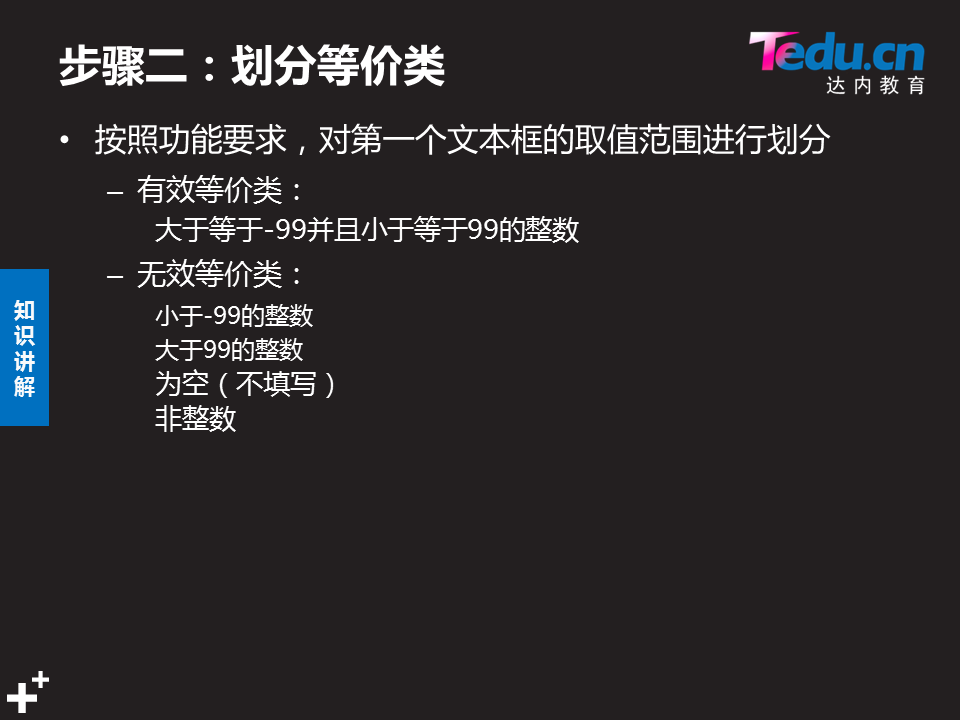 步骤二：划分等价类
Tedu.cn
达内教育
• 按照功能要求，对第一个文本框的取值范围进行划分
– 有效等价类：
大于等于-99并且小于等于99的整数
– 无效等价类：
小于-99的整数
大于99的整数
为空（不填写）
非整数
知
识
讲
解